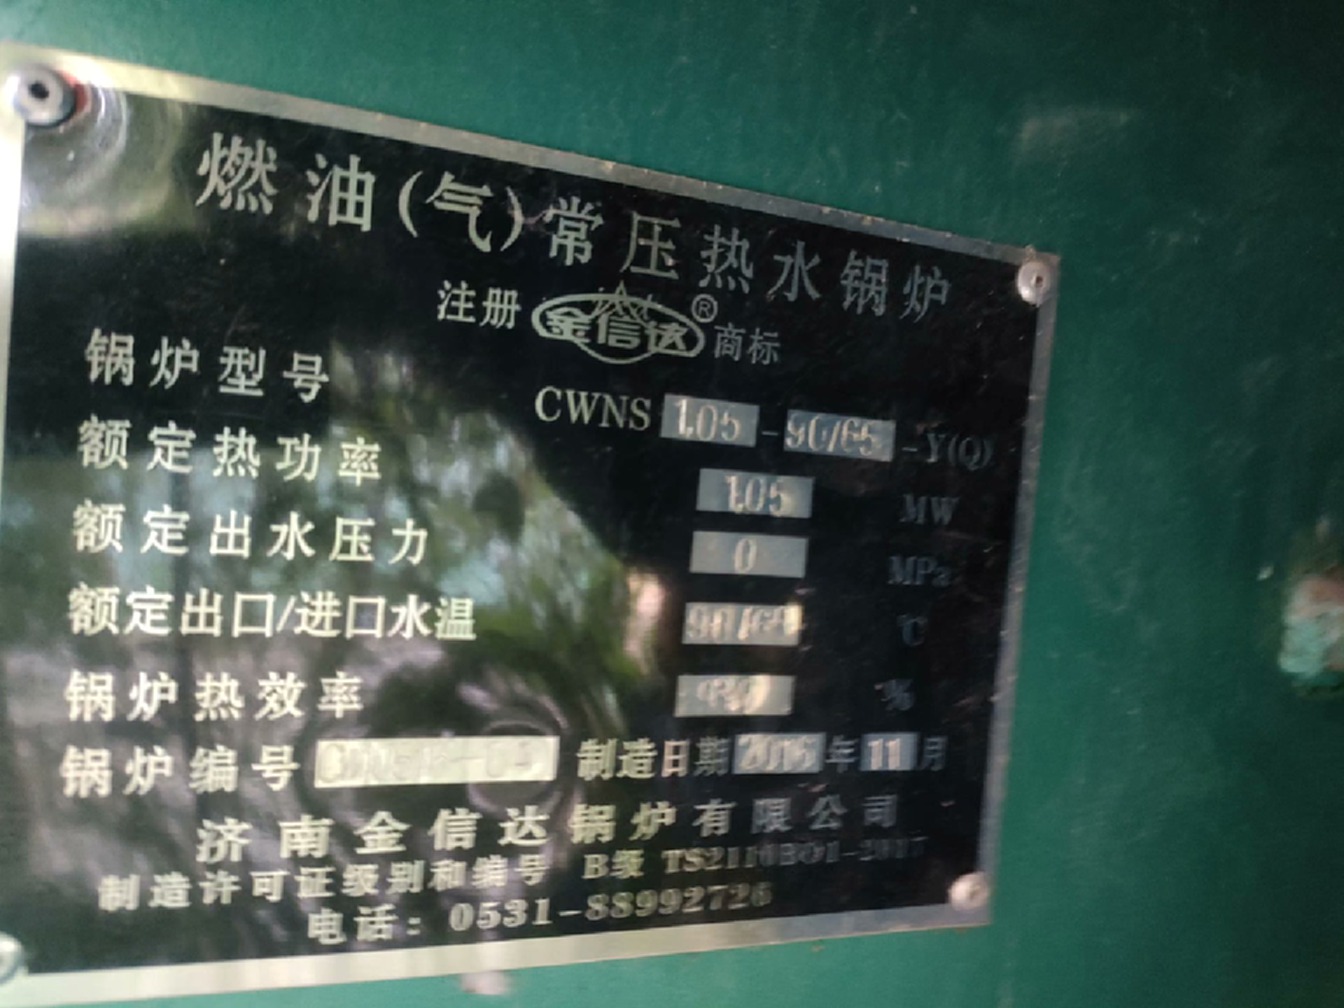 燃油(气)常压热水锅炉
注册 金信达 ® 商标
锅炉型号 CWNS 1.05 - 90/65 - Y(Q)
额定热功率 1.05 MW
额定出水压力 0 MPa
额定出口/进口水温 ℃
锅炉热效率 %
锅炉编号 制造日期 2016 年 11 月
济南金信达锅炉有限公司
制造许可证级别和编号 B级
电话: 0531-88992726